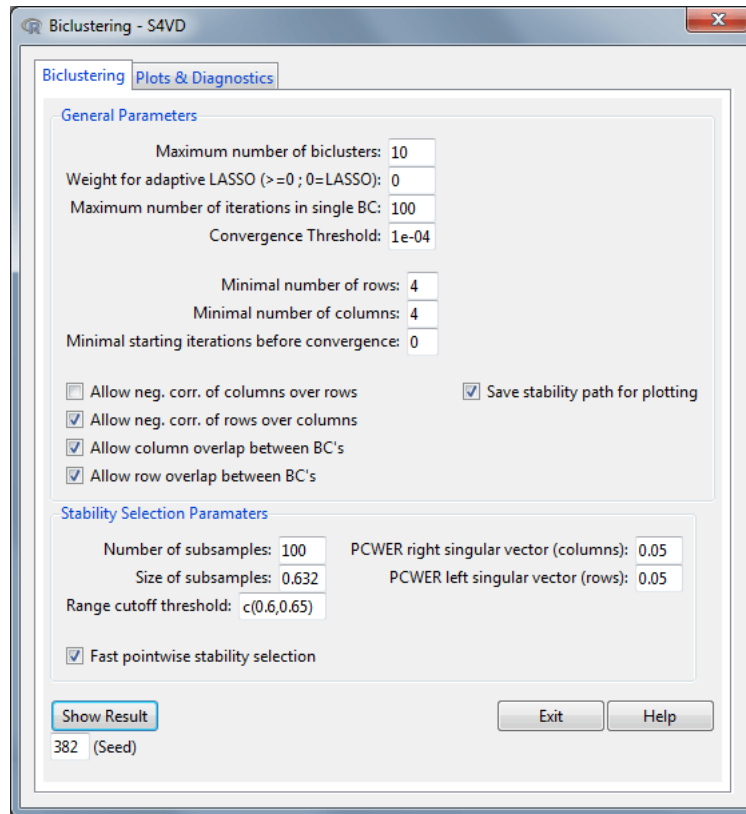 Biclustering - S4VD
Biclustering Plots & Diagnostics
General Parameters
Maximum number of biclusters: 10
Weight for adaptive LASSO (>=0 ; 0=LASSO): 0
Maximum number of iterations in single BC: 100
Convergence Threshold: 1e-04
Minimal number of rows: 4
Minimal number of columns: 4
Minimal starting iterations before convergence: 0
Allow neg. corr. of columns over rows Save stability path for plotting
Allow neg. corr. of rows over columns
Allow column overlap between BC's
Allow row overlap between BC's
Stability Selection Paramaters
Number of subsamples: 100 PCWER right singular vector (columns): 0.05
Size of subsamples: 0.632 PCWER left singular vector (rows): 0.05
Range cutoff threshold: c(0.6,0.65)
Fast pointwise stability selection
Show Result Exit Help
382 (Seed)